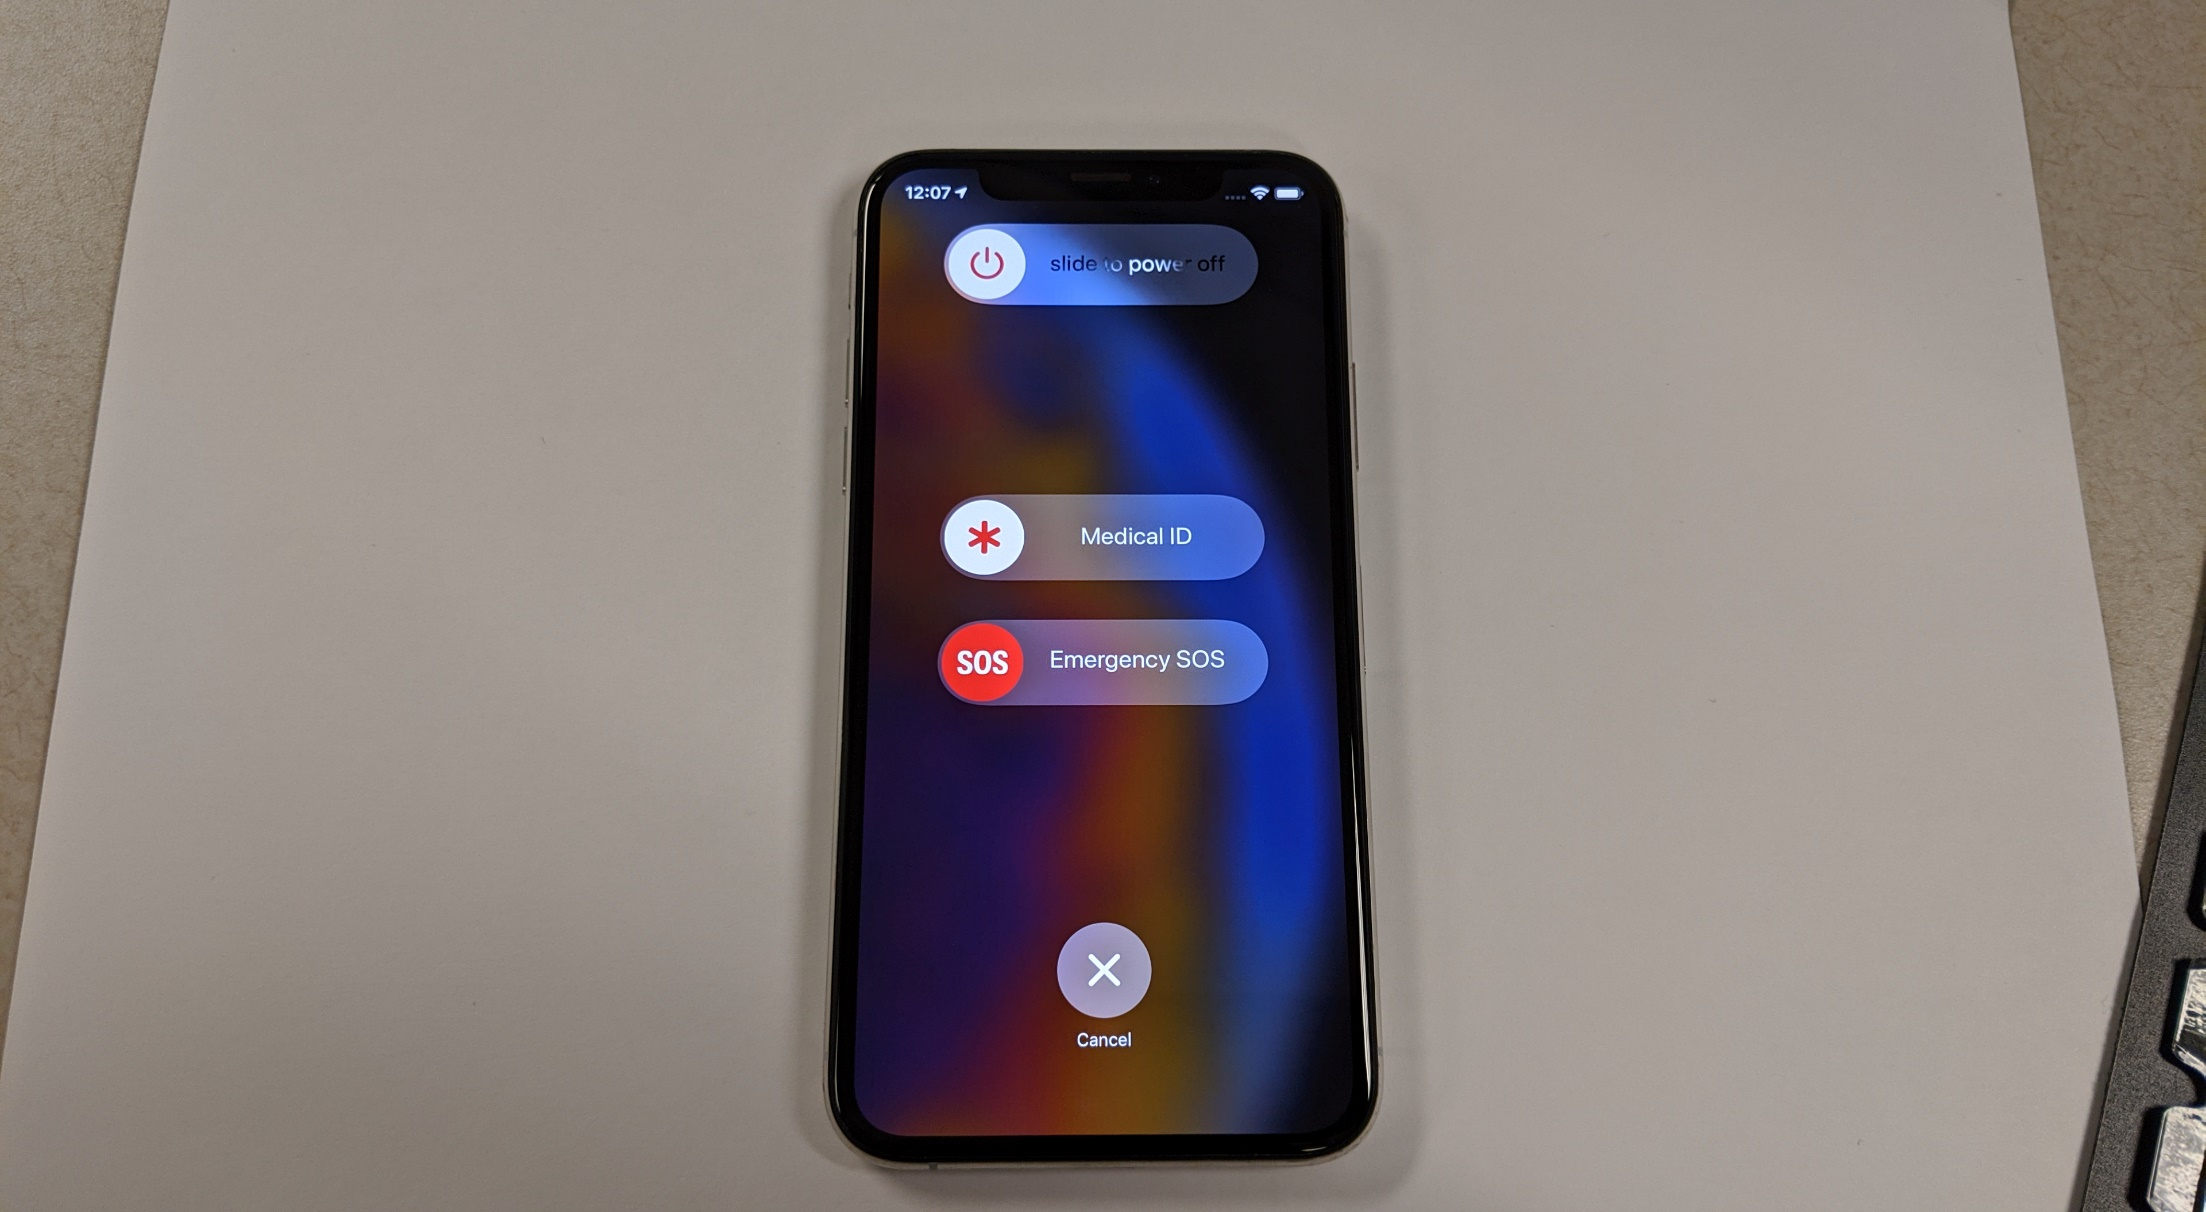 12:07
slide to power off
Medical ID
SOS Emergency SOS
Cancel